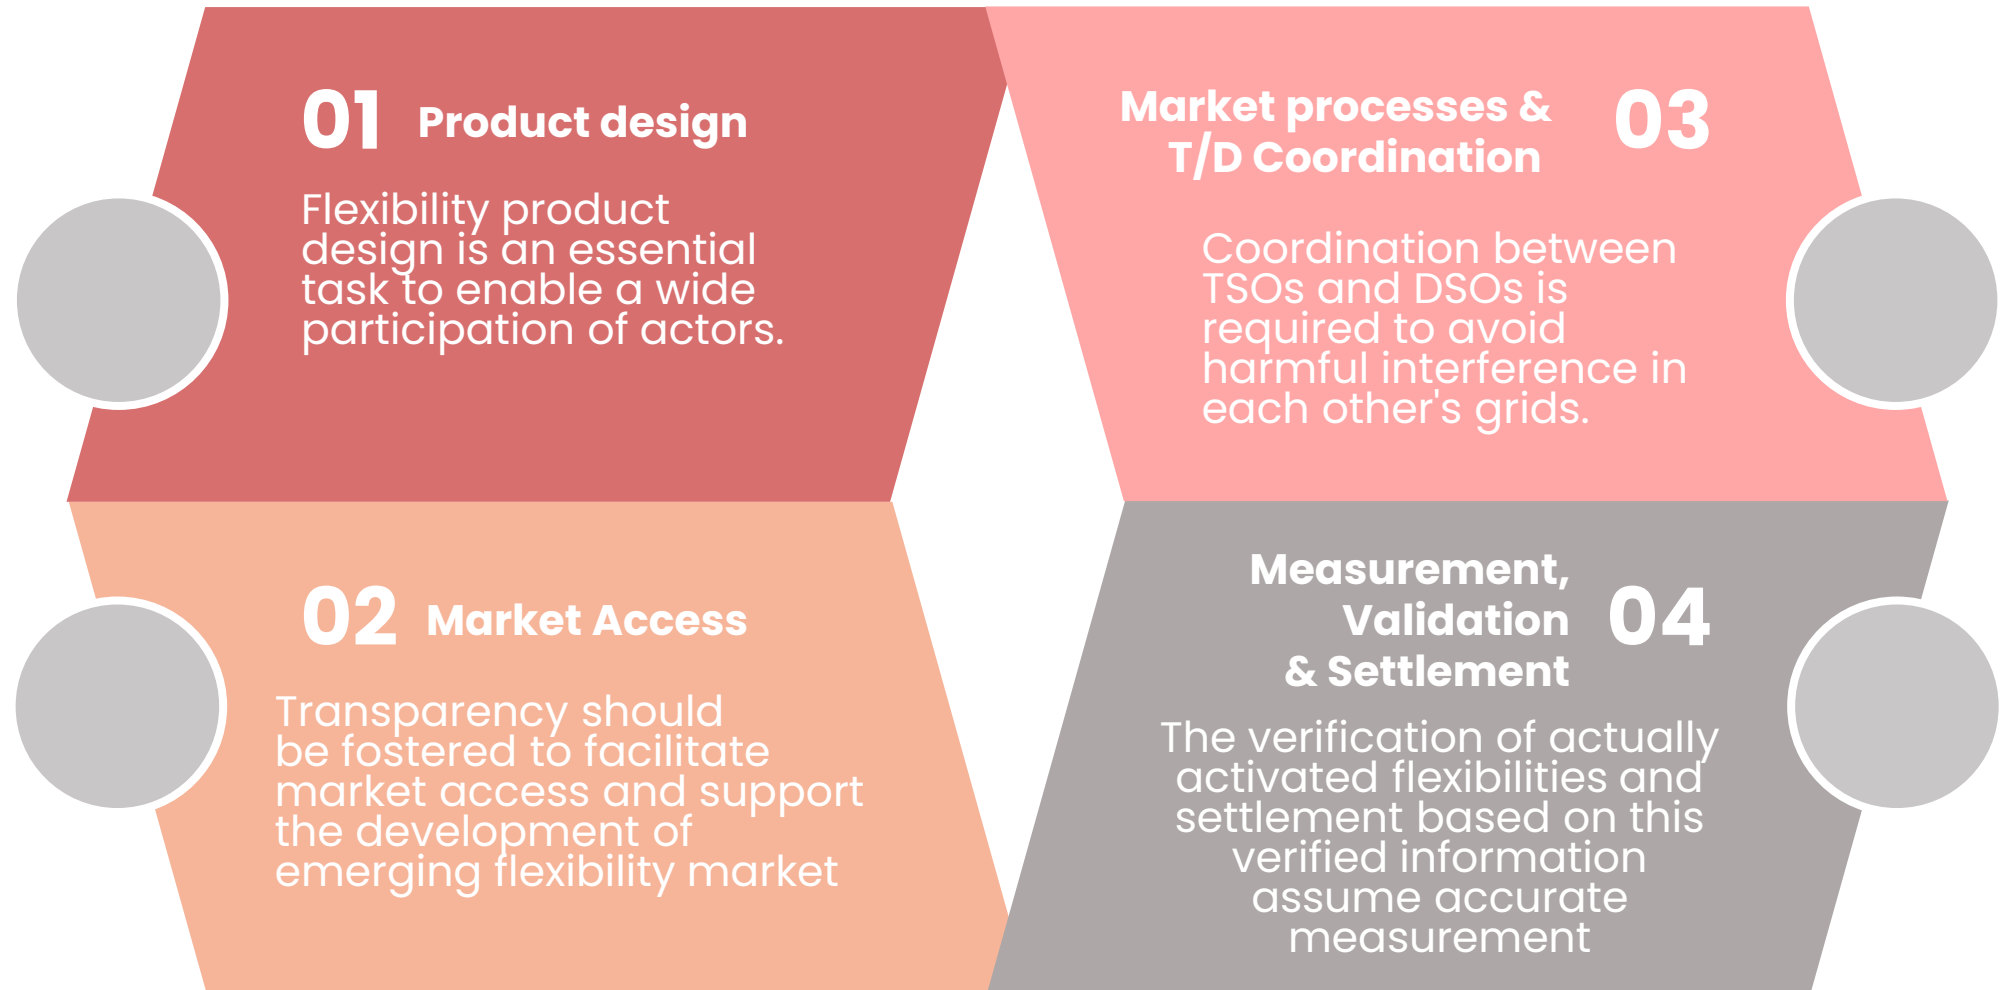 01 Product design
Flexibility product
design is an essential
task to enable a wide
participation of actors.
02 Market Access
Transparency should
be fostered to facilitate
market access and support
the development of
emerging flexibility market
03
Market processes &
T/D Coordination
Coordination between
TSOs and DSOs is
required to avoid
harmful interference in
each other's grids.
04
Measurement,
Validation
& Settlement
The verification of actually
activated flexibilities and
settlement based on this
verified information
assume accurate
measurement